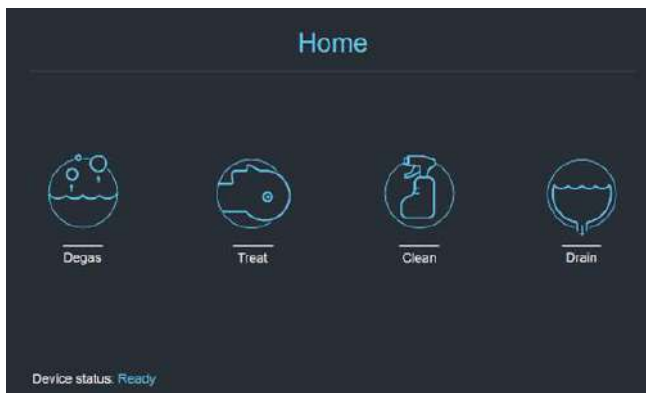 Home
Degas
Treat
Clean
Drain
Device status: Ready